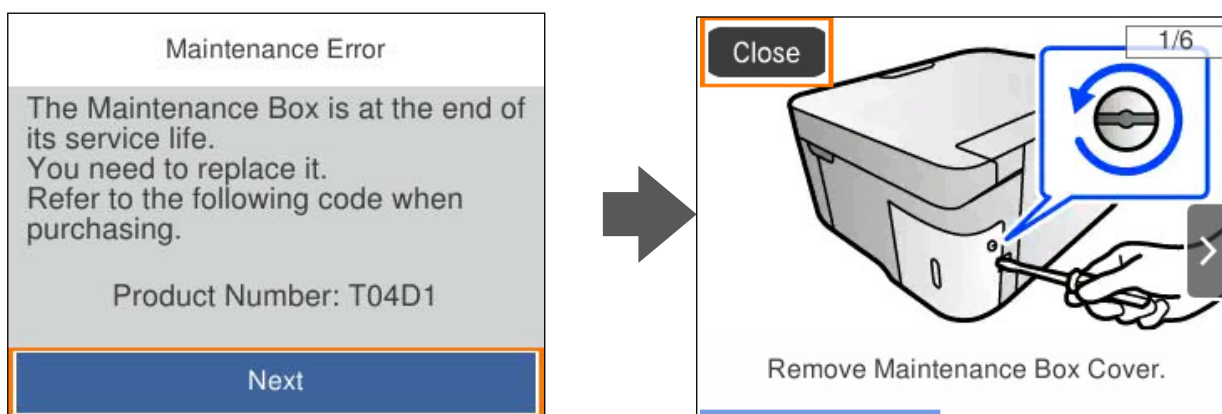 Maintenance Error
The Maintenance Box is at the end of
its service life.
You need to replace it.
Refer to the following code when
purchasing.
Product Number: T04D1
Next
Close
1/6
Remove Maintenance Box Cover.